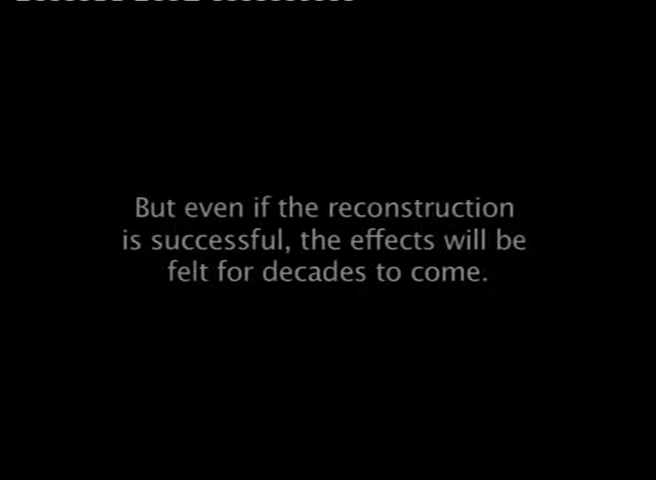 But even if the reconstruction
is successful, the effects will be
felt for decades to come.